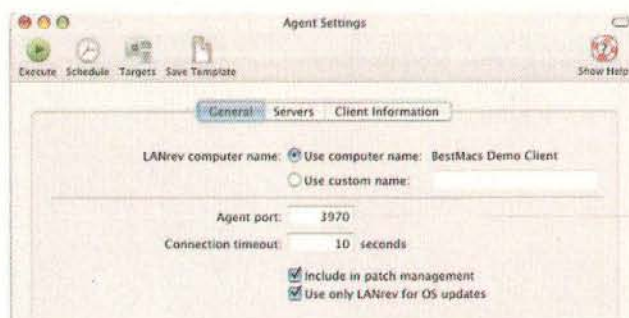 Agent Settings
Execute Schedule Targets Save Template Show Help
General Servers Client Information
LANrev computer name: Use computer name: BestMacs Demo Client
Use custom name:
Agent port: 3970
Connection timeout: 10 seconds
Include in patch management
Use only LANrev for OS updates